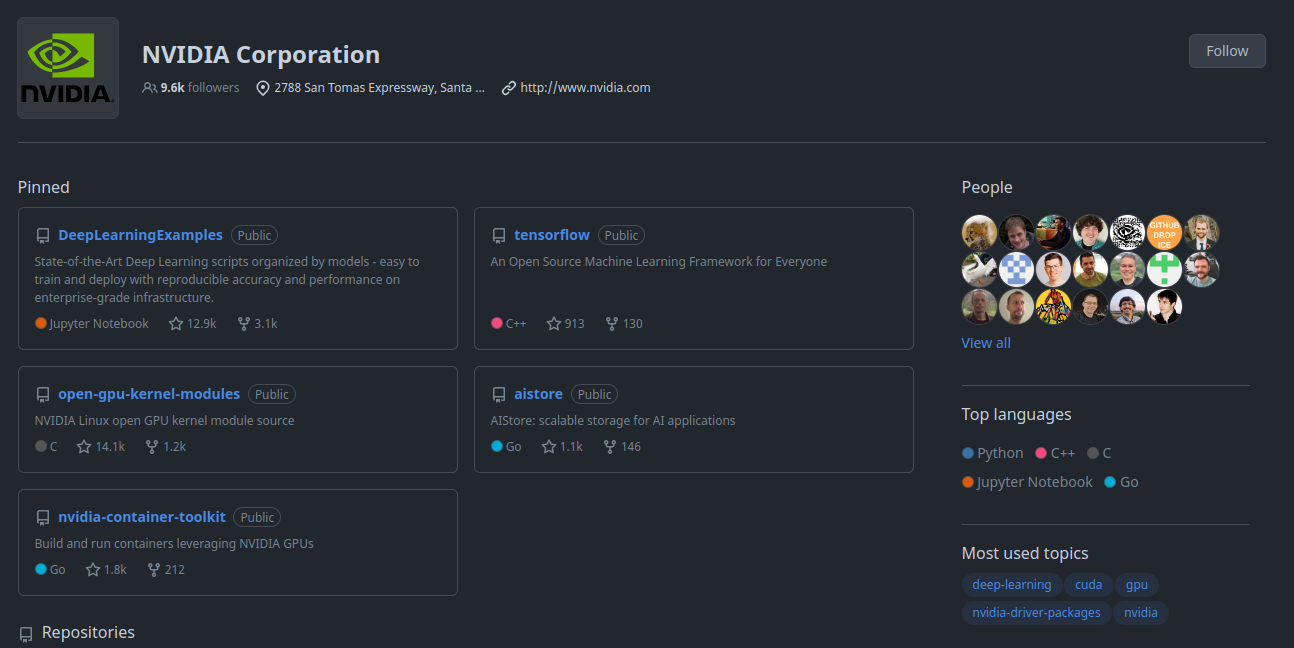 NVIDIA
NVIDIA Corporation
Follow
9.6k followers 2788 San Tomas Expressway, Santa ... http://www.nvidia.com
Pinned
DeepLearningExamples Public
State-of-the-Art Deep Learning scripts organized by models - easy to
train and deploy with reproducible accuracy and performance on
enterprise-grade infrastructure.
Jupyter Notebook 12.9k 3.1k
tensorflow Public
An Open Source Machine Learning Framework for Everyone
C++ 913 130
open-gpu-kernel-modules Public
NVIDIA Linux open GPU kernel module source
C 14.1k 1.2k
aistore Public
AIStore: scalable storage for AI applications
Go 1.1k 146
nvidia-container-toolkit Public
Build and run containers leveraging NVIDIA GPUs
Go 1.8k 212
Repositories
People
GITHUB
DROP
ICE
View all
Top languages
Python C++ C
Jupyter Notebook Go
Most used topics
deep-learning cuda gpu
nvidia-driver-packages nvidia